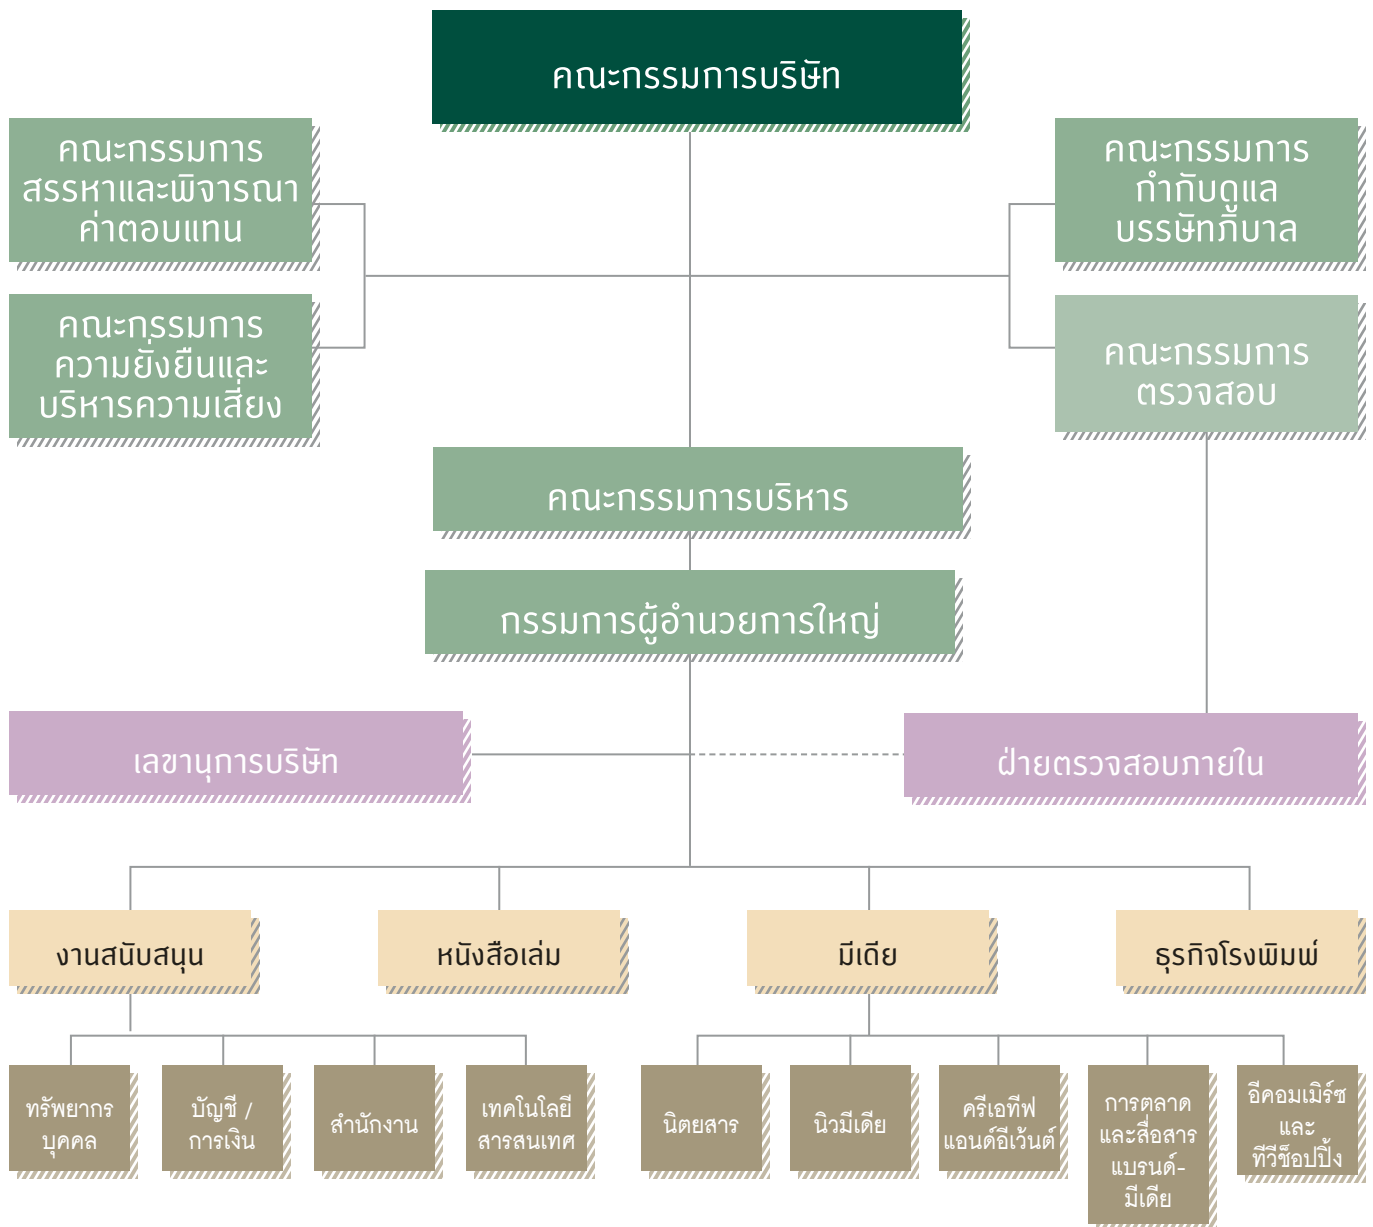 คณะกรรมการบริษัท
คณะกรรมการ
สรรหาและพิจารณา
ค่าตอบแทน
คณะกรรมการ
กำกับดูแล
บรรษัทภิบาล
คณะกรรมการ
ความยั่งยืนและ
บริหารความเสี่ยง
คณะกรรมการ
ตรวจสอบ
คณะกรรมการบริหาร
กรรมการผู้อำนวยการใหญ่
เลขานุการบริษัท
ฝ่ายตรวจสอบภายใน
งานสนับสนุน
หนังสือเล่ม
มีเดีย
ธุรกิจโรงพิมพ์
ทรัพยากร
บุคคล
บัญชี /
การเงิน
สำนักงาน
เทคโนโลยี
สารสนเทศ
นิตยสาร
นิวมีเดีย
ครีเอทีฟ
แอนด์อีเว้นต์
การตลาด
และสื่อสาร
แบรนด์-
มีเดีย
อีคอมเมิร์ซ
และ
ทีวีช็อปปิ้ง